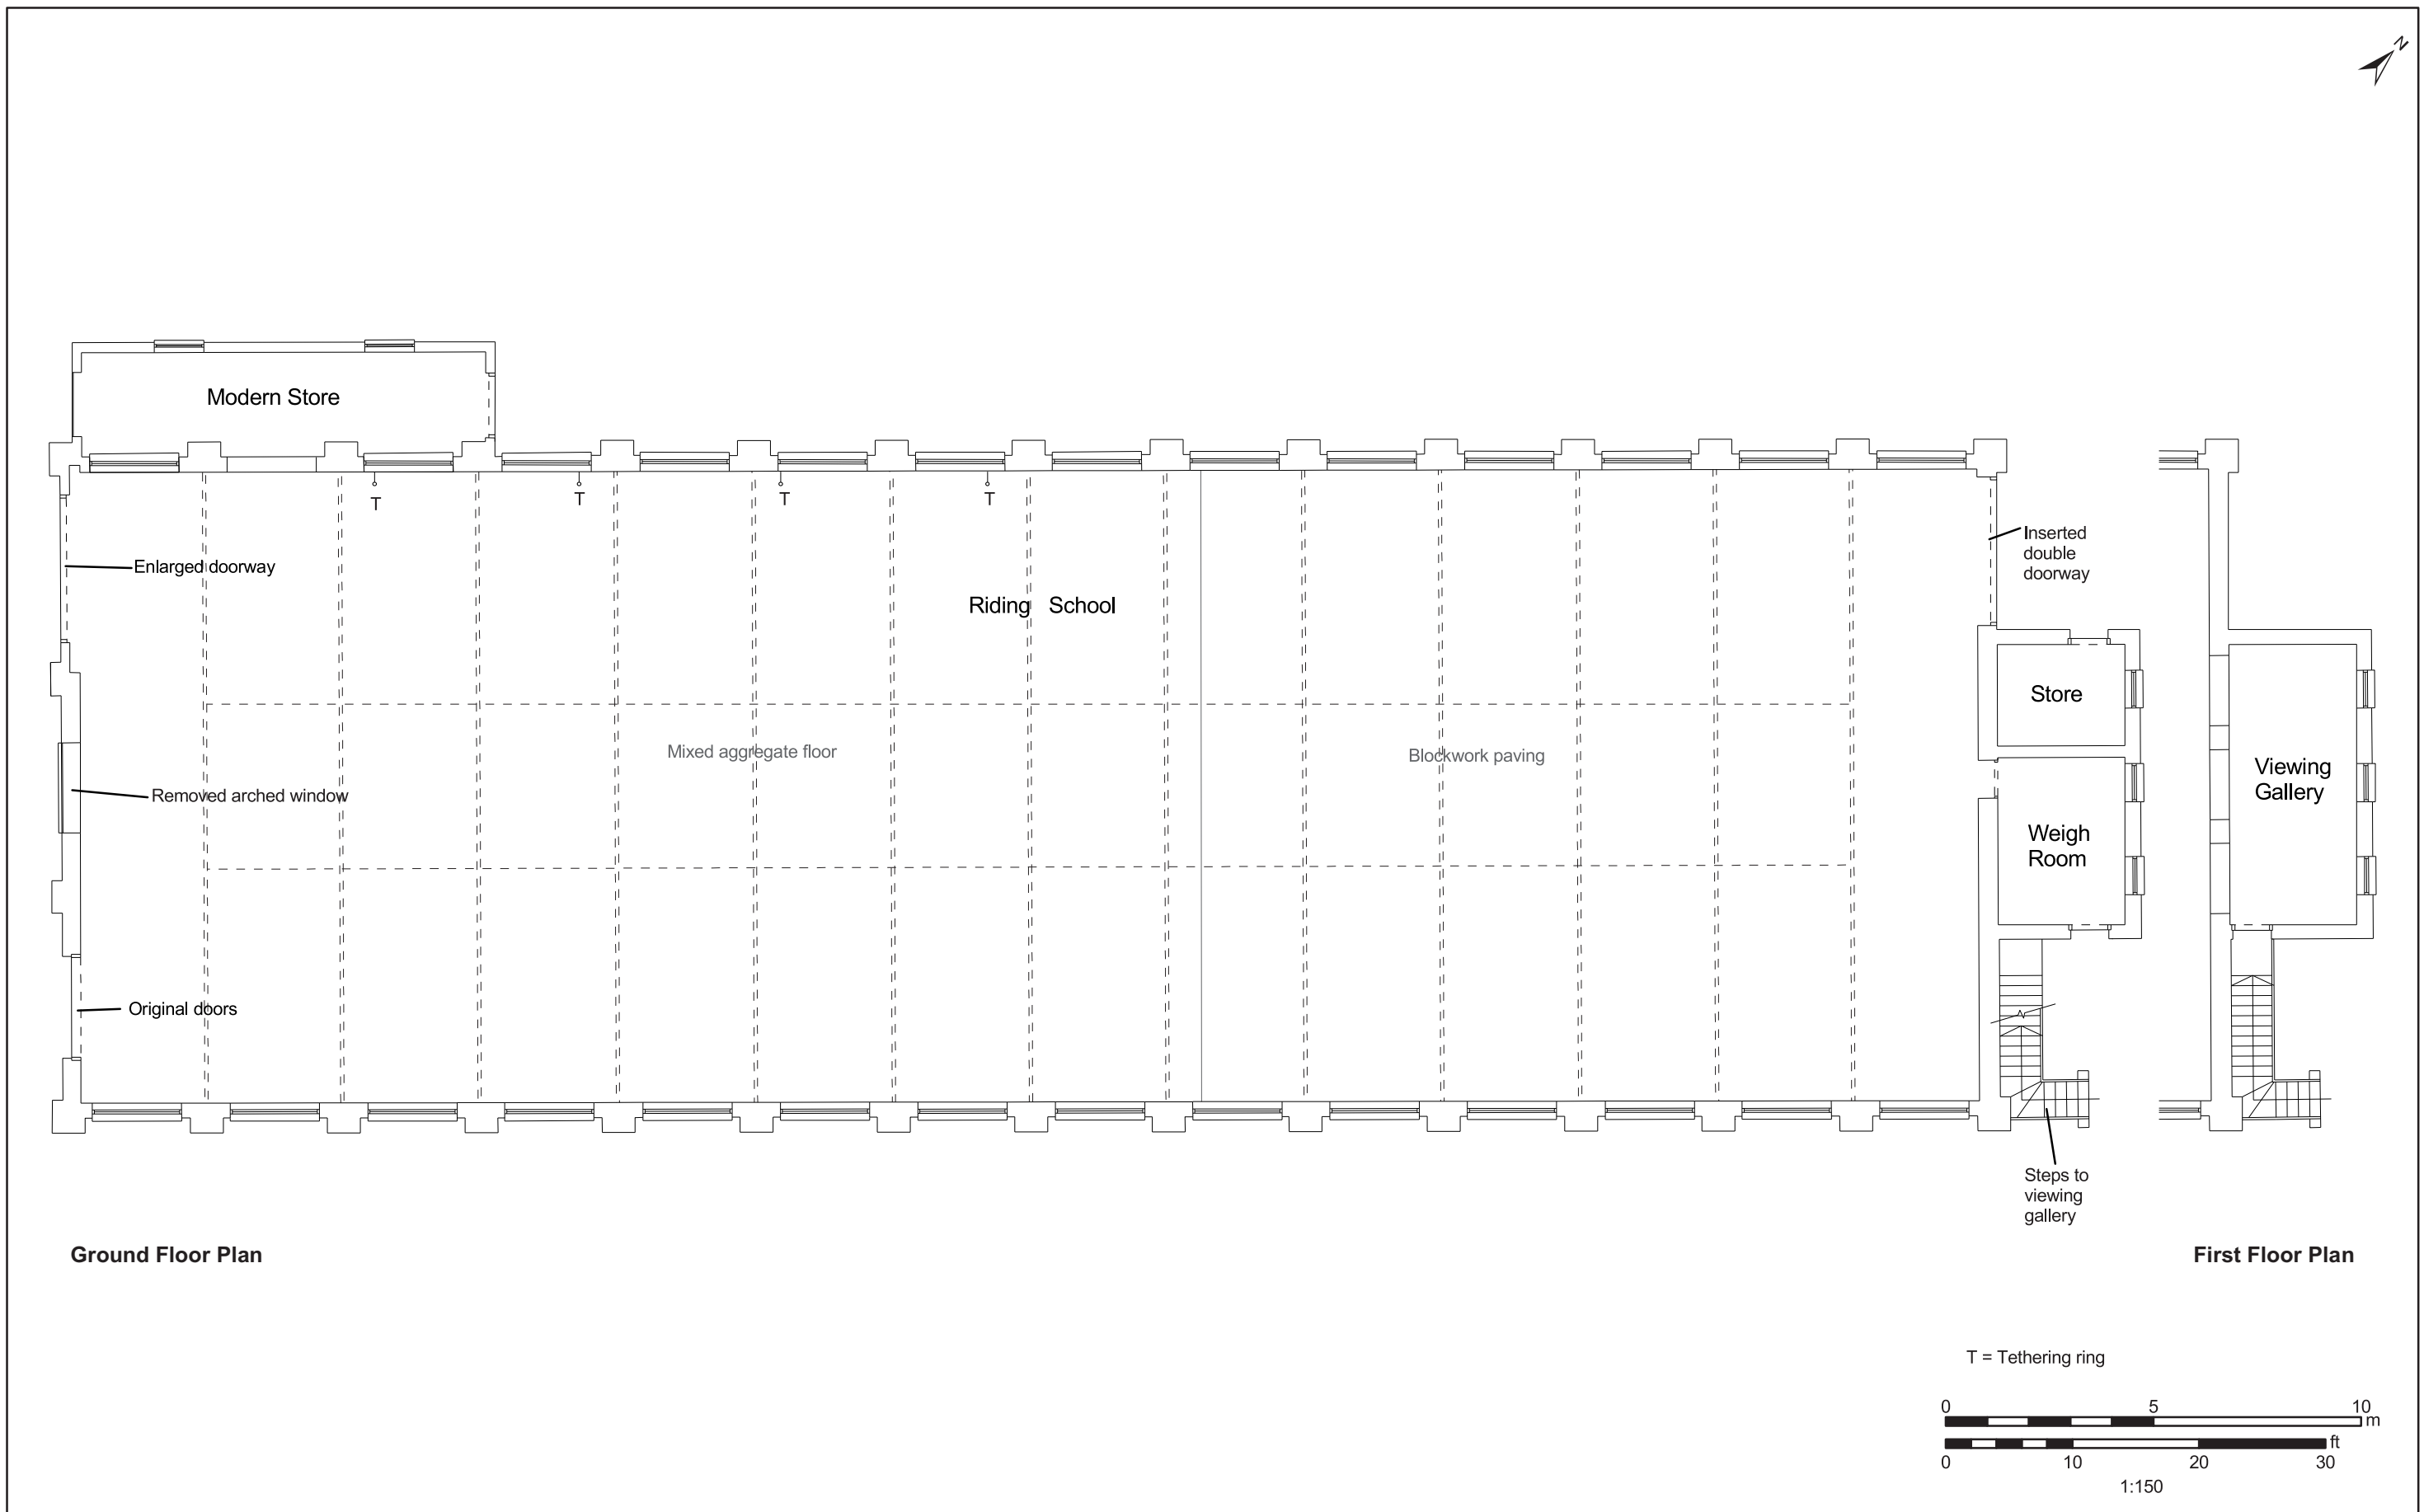 N
Modern Store
T
T
T
T
Enlarged doorway
Inserted
double
doorway
Riding School
Store
Mixed aggregate floor
Blockwork paving
Viewing
Gallery
Removed arched window
Weigh
Room
Original doors
Steps to
viewing
gallery
Ground Floor Plan
First Floor Plan
T = Tethering ring
0 5 10
m
ft
0 10 20 30
1:150